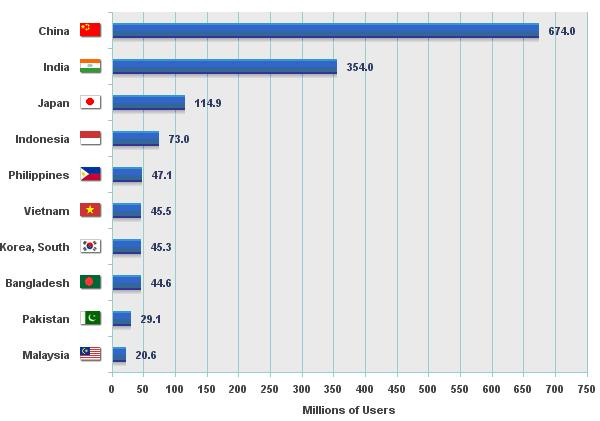 China 674.0
India 354.0
Japan 114.9
Indonesia 73.0
Philippines 47.1
Vietnam 45.5
Korea, South 45.3
Bangladesh 44.6
Pakistan 29.1
Malaysia 20.6
0 50 100 150 200 250 300 350 400 450 500 550 600 650 700 750
Millions of Users